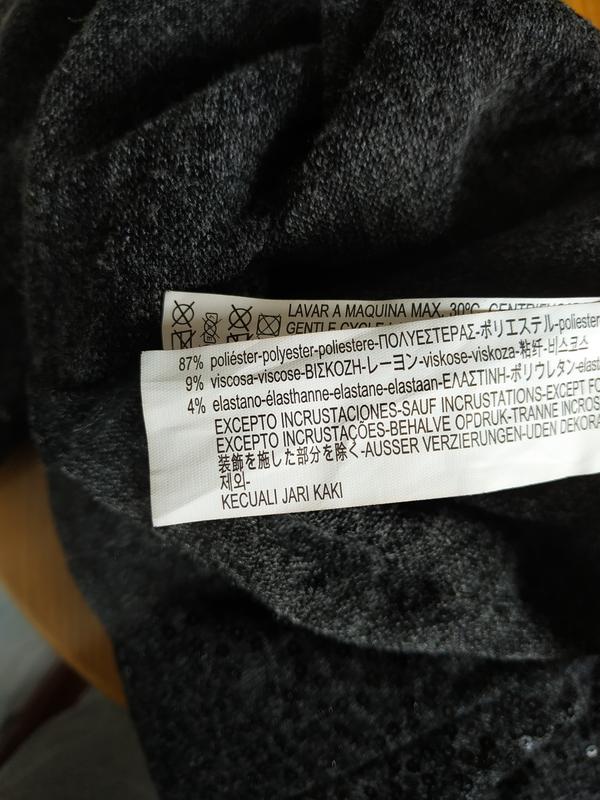 LAVAR A MAQUINA MAX. 30ºC.
GENTLE CYCLE
87% poliéster-polyester-poliestere-ΠΟΛΥΕΣΤΕΡΑΣ-ポリエステル-poliester
9% viscosa-viscose-ΒΙΣΚΟΖΗ-レーヨン-viskose-viskoza-粘纤-비스코스
4% elastano-élasthanne-elastane-elastaan-ΕΛΑΣΤΙΝΗ-ポリウレタン-elast
EXCEPTO INCRUSTACIONES-SAUF INCRUSTATIONS-EXCEPT FO
EXCEPTO INCRUSTAÇÕES-BEHALVE OPDRUK-TRANNE INCROS
装飾を施した部分を除く-AUSSER VERZIERUNGEN-UDEN DEKORA
제외-
KECUALI JARI KAKI